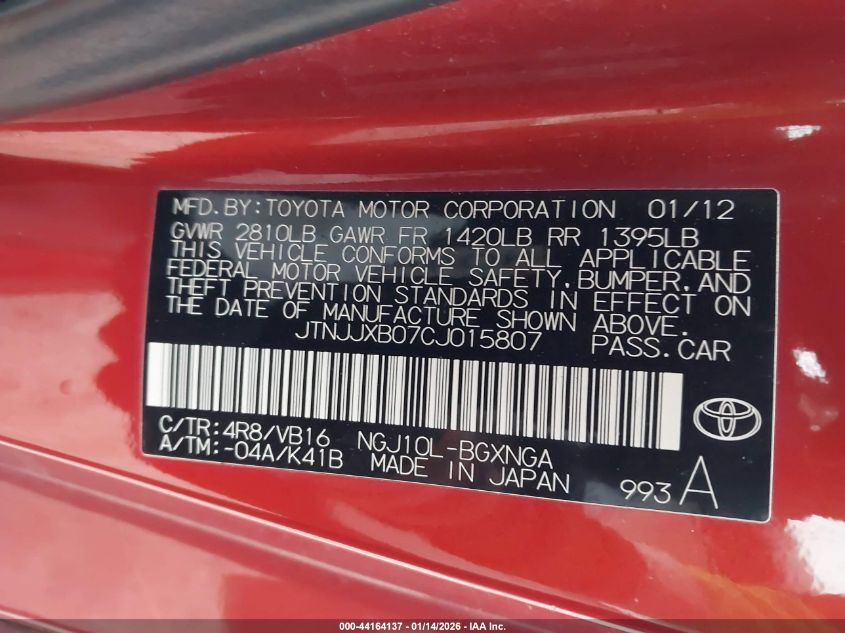 MFD.BY:TOYOTA MOTOR CORPORATION 01/12
GVWR 2810LB GAWR FR 1420LB RR 1395LB
THIS VEHICLE CONFORMS TO ALL APPLICABLE
FEDERAL MOTOR VEHICLE SAFETY,BUMPER,AND
THEFT PREVENTION STANDARDS IN EFFECT ON
THE DATE OF MANUFACTURE SHOWN ABOVE.
JTNJJXB07CJ015807 PASS.CAR
C/TR:4R8/VB16 NGJ10L-BGXNGA
A/TM:-04A/K41B MADE IN JAPAN 993 A
000-44164137 - 01/14/2026 - IAA Inc.